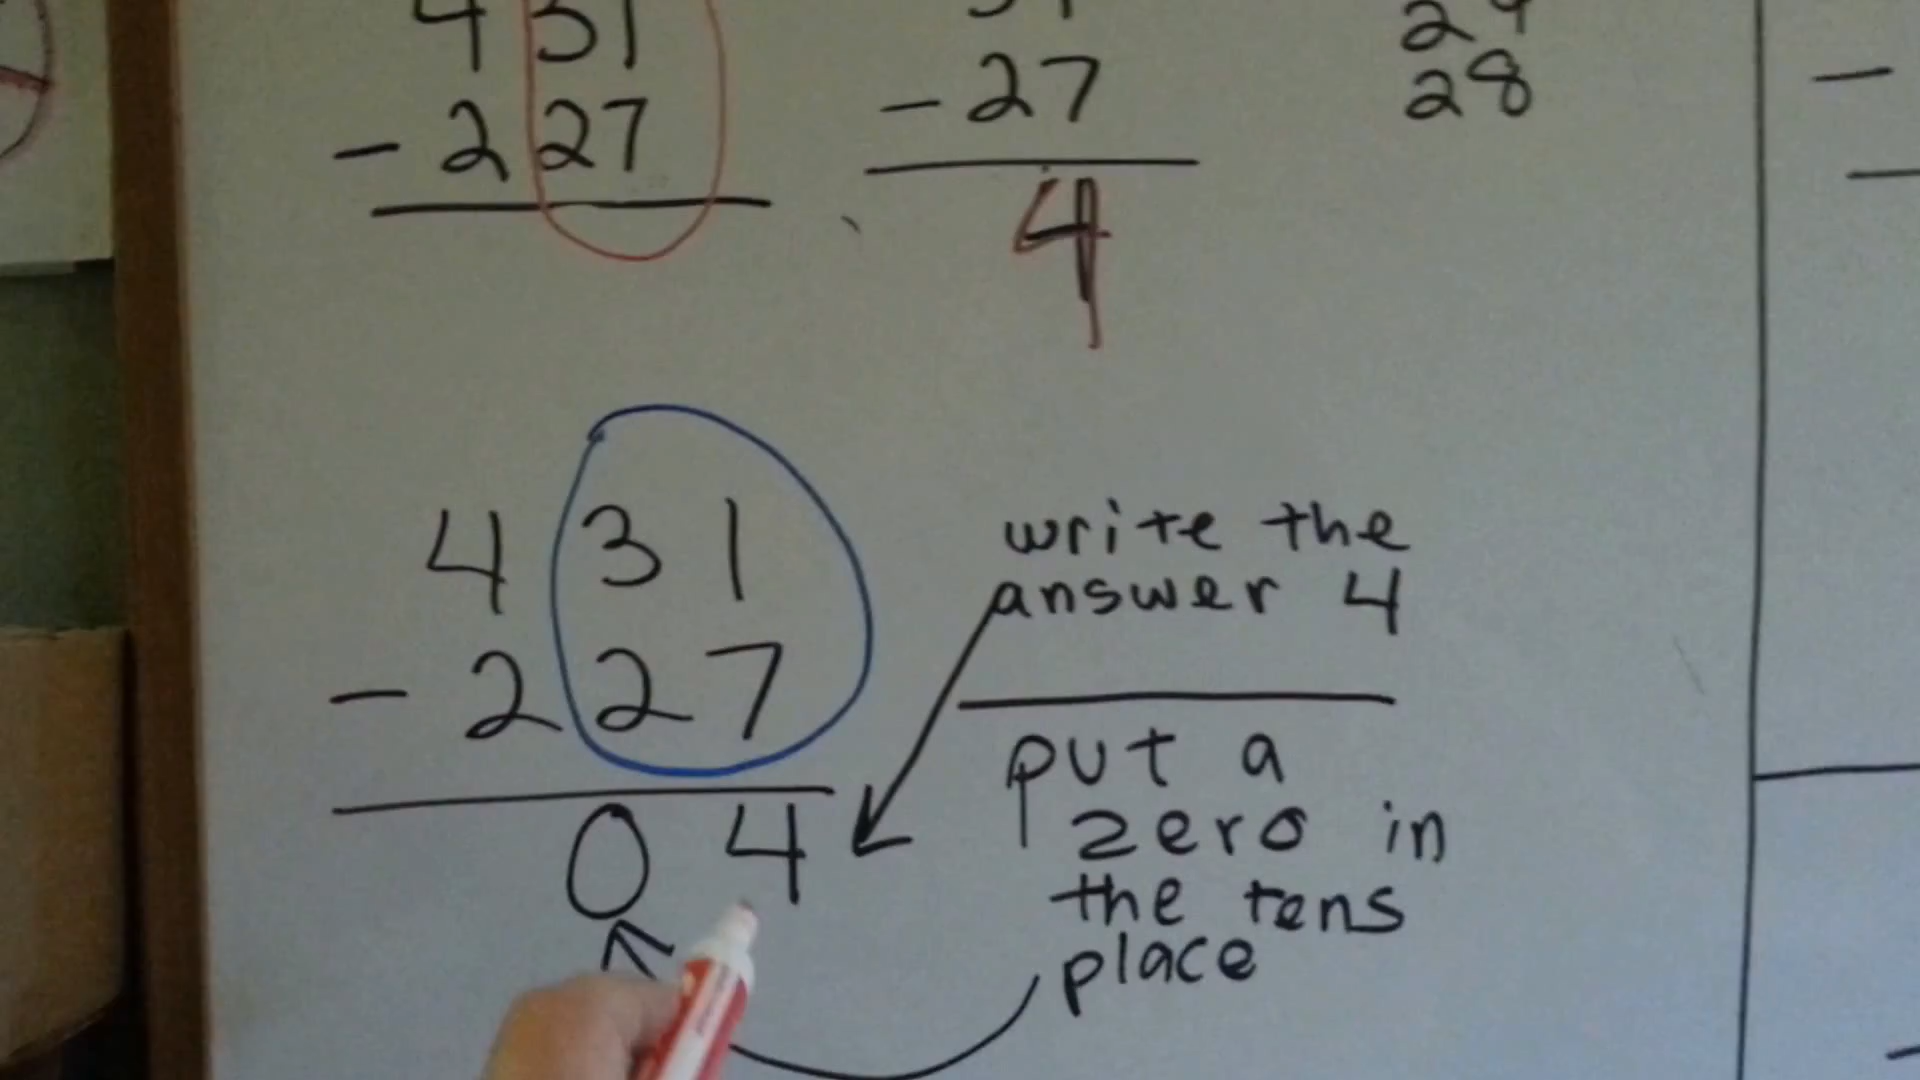 431
- 227
- 27
4
28
431
- 227
04
write the
answer 4
put a
zero in
the tens
place